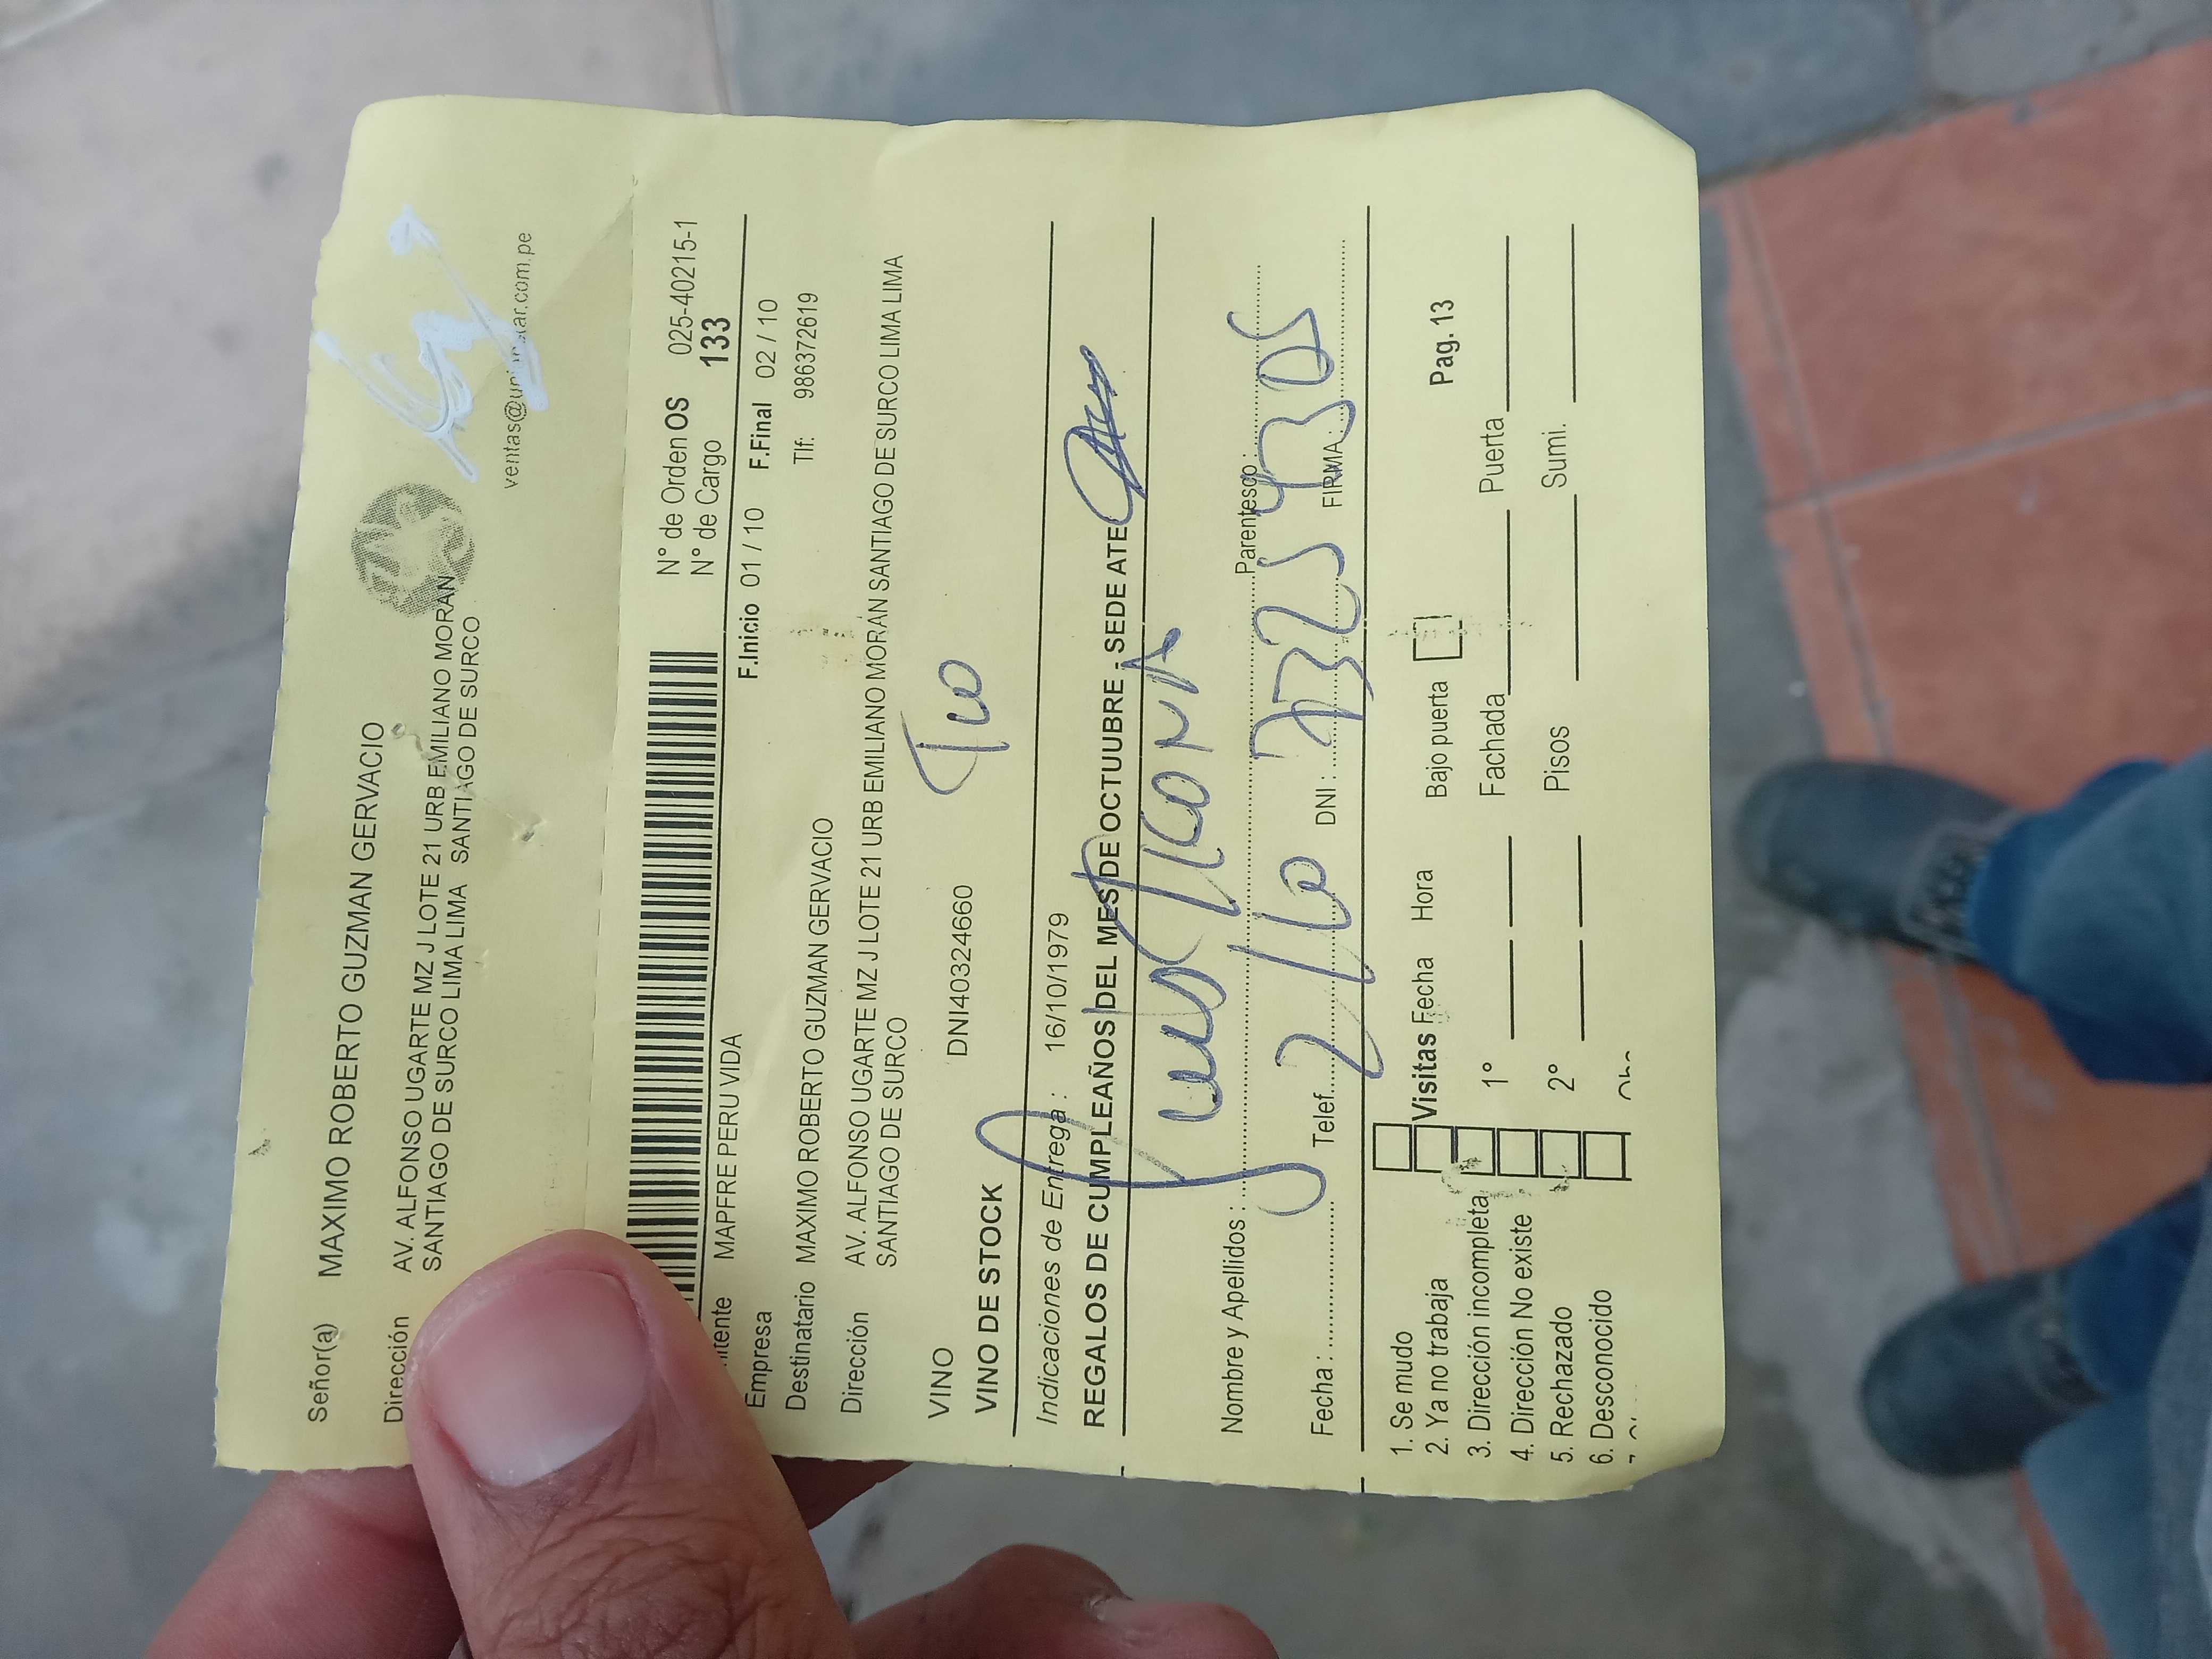 Señor(a) MAXIMO ROBERTO GUZMAN GERVACIO
Dirección AV. ALFONSO UGARTE MZ J LOTE 21 URB EMILIANO MORAN
SANTIAGO DE SURCO LIMA LIMA SANTIAGO DE SURCO
N° de Orden OS 025-40215-1
N° de Cargo 133
MAPFRE PERU VIDA
F.Inicio 01 / 10 F.Final 02 / 10
Empresa
Tlf: 986372619
Destinatario MAXIMO ROBERTO GUZMAN GERVACIO
Dirección AV. ALFONSO UGARTE MZ J LOTE 21 URB EMILIANO MORAN SANTIAGO DE SURCO LIMA LIMA
SANTIAGO DE SURCO
VINO DNI40324660
Tio
VINO DE STOCK
Indicaciones de Entrega : 16/10/1979
REGALOS DE CUMPLEAÑOS DEL MES DE OCTUBRE - SEDE ATE
TICONA
Nombre y Apellidos : Parentesco :
2/10
Fecha : Telef. DNI : FIRMA :
1. Se mudo
2. Ya no trabaja Visitas Fecha Hora Bajo puerta Pag. 13
3. Dirección incompleta
4. Dirección No existe 1° Fachada Puerta
5. Rechazado
6. Desconocido 2° Pisos Sumi.